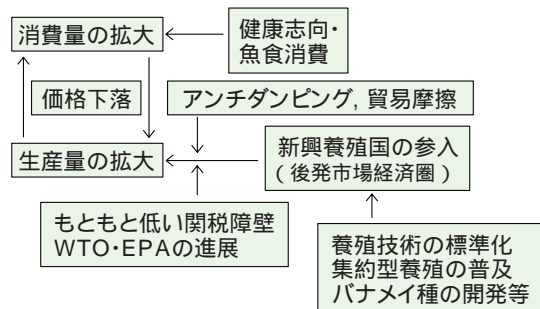 消費量の拡大
健康志向・
魚食消費
価格下落
アンチダンピング, 貿易摩擦
生産量の拡大
新興養殖国の参入
（後発市場経済圏）
もともと低い関税障壁
WTO・EPAの進展
養殖技術の標準化
集約型養殖の普及
バナメイ種の開発等